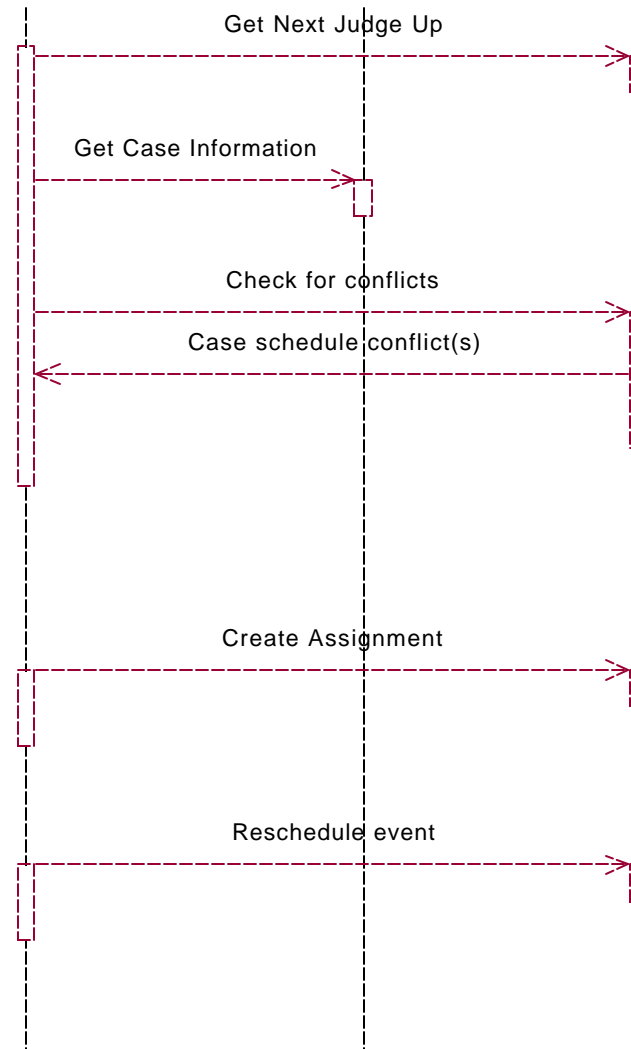 Get Next Judge Up
Get Case Information
Check for conflicts
Case schedule conflict(s)
Create Assignment
Reschedule event